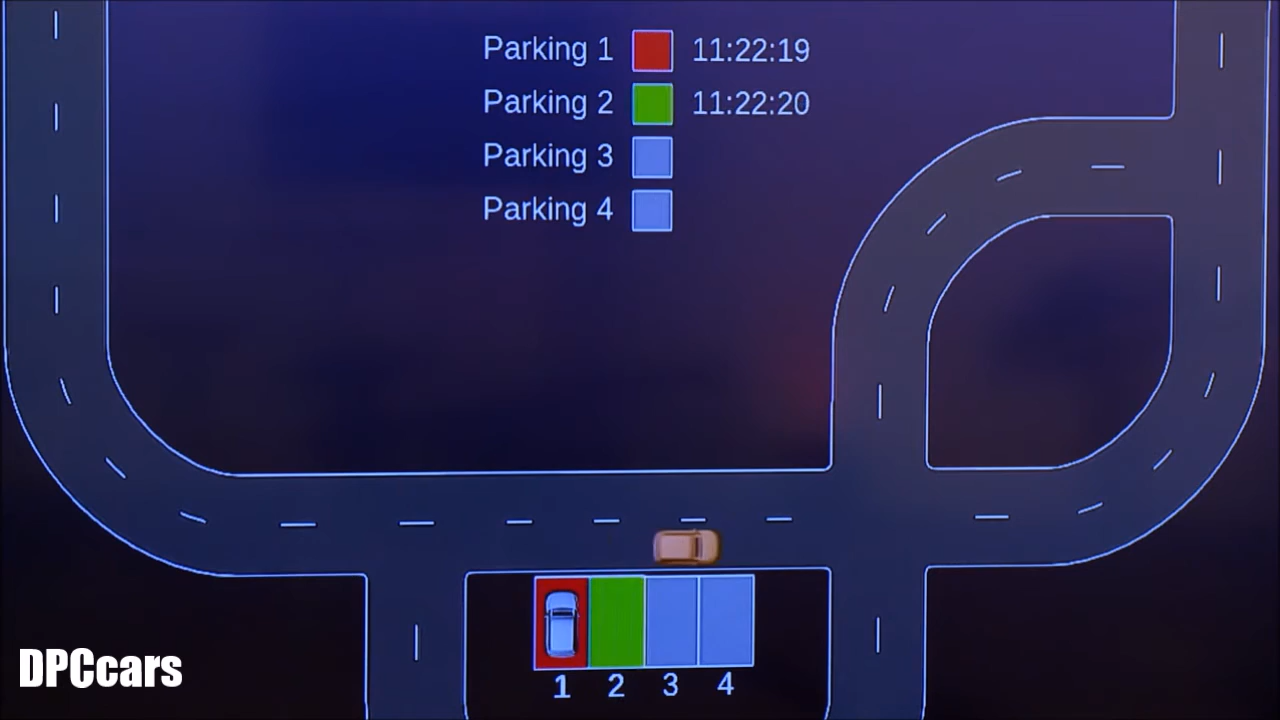 Parking 1 11:22:19
Parking 2 11:22:20
Parking 3
Parking 4
1 2 3 4
DPCcars